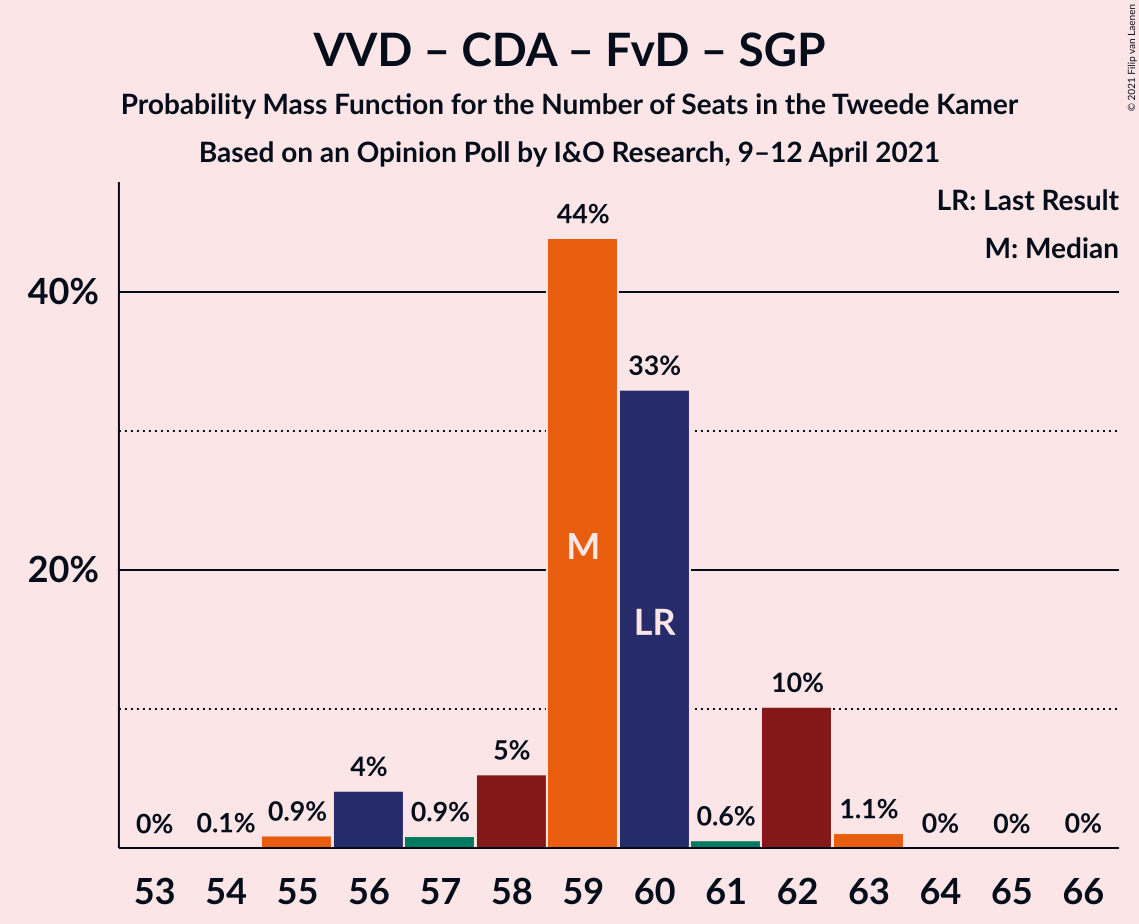 VVD – CDA – FvD – SGP
Probability Mass Function for the Number of Seats in the Tweede Kamer
Based on an Opinion Poll by I&O Research, 9–12 April 2021
© 2021 Filip van Laenen
LR: Last Result
M: Median
40%
20%
0%
0.1%
0.9%
4%
0.9%
5%
44%
33%
0.6%
10%
1.1%
0%
0%
0%
M
LR
53 54 55 56 57 58 59 60 61 62 63 64 65 66